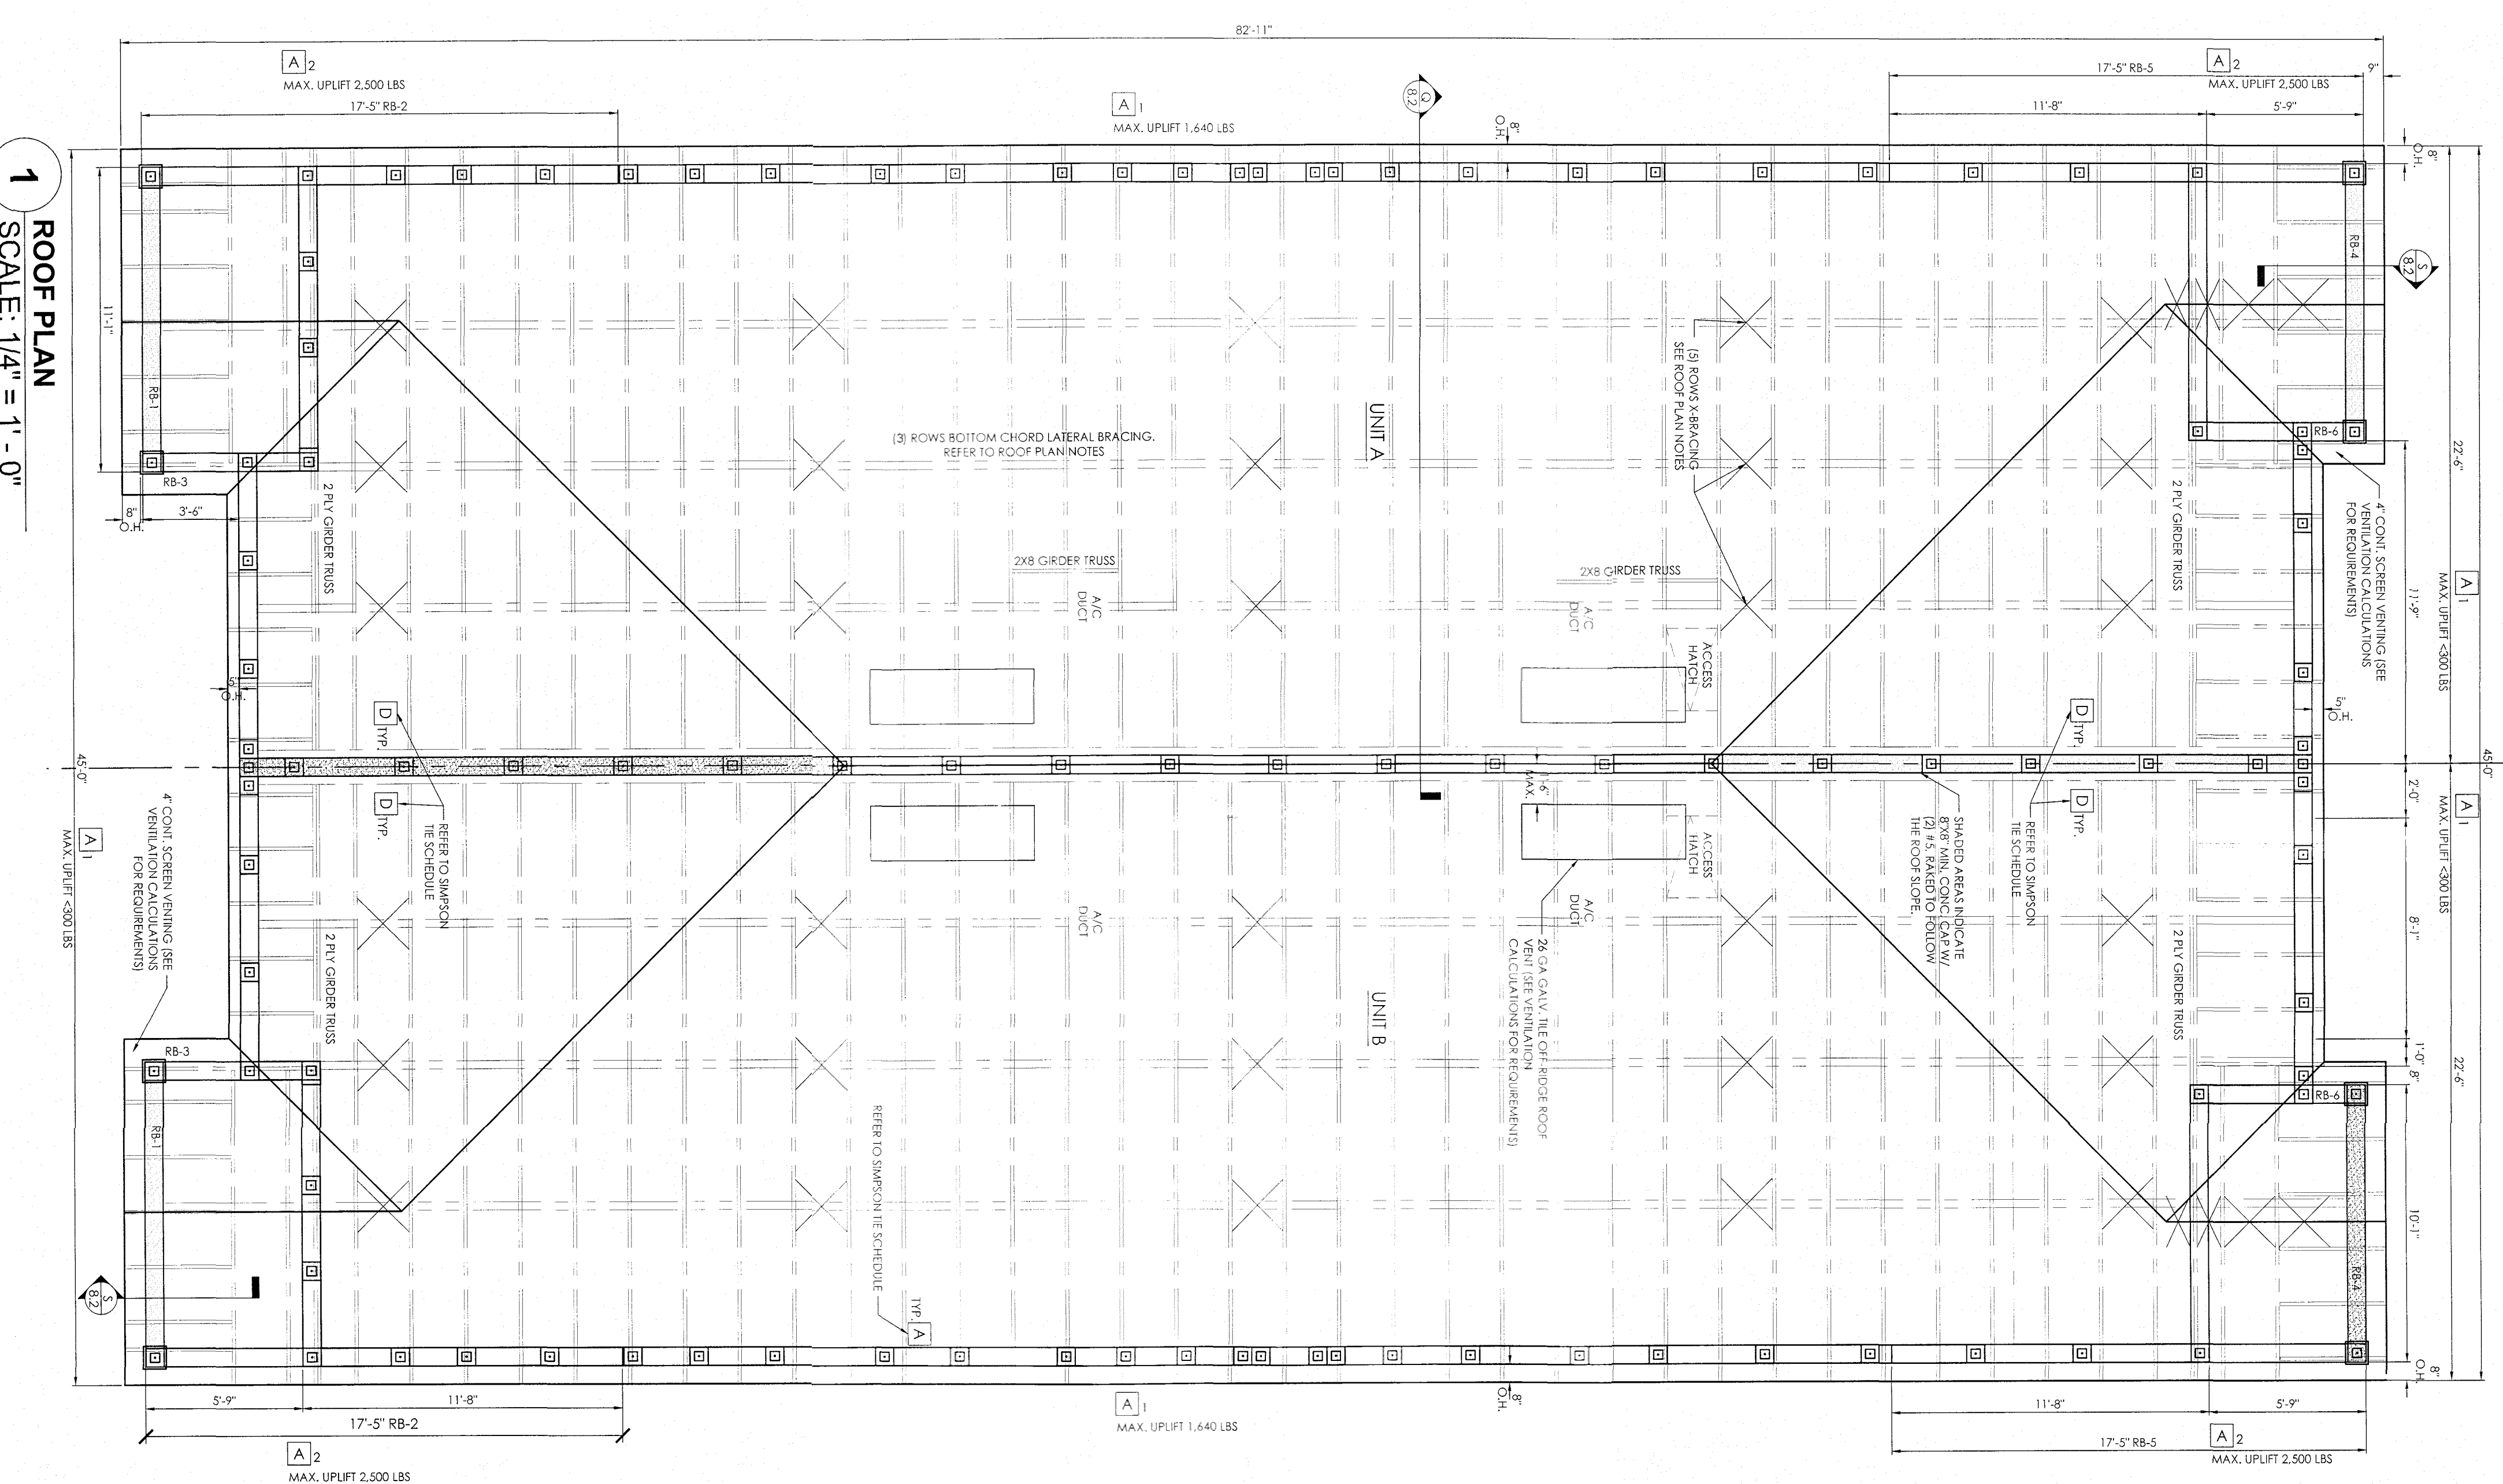 82'-11"
A 2
MAX. UPLIFT 2,500 LBS
17'-5" RB-2
A 1
MAX. UPLIFT 1,640 LBS
Q
8.2
8"
O.H.
17'-5" RB-5
A 2
MAX. UPLIFT 2,500 LBS
9"
11'-8"
5'-9"
8"
O.H.
1
ROOF PLAN
SCALE: 1/4" = 1' - 0"
11'-1"
RB-1
RB-3
8"
O.H.
3'-6"
2 PLY GIRDER TRUSS
(3) ROWS BOTTOM CHORD LATERAL BRACING.
REFER TO ROOF PLAN NOTES
UNIT A
(5) ROWS X-BRACING
SEE ROOF PLAN NOTES
2X8 GIRDER TRUSS
2X8 GIRDER TRUSS
A/C
DUCT
A/C
DUCT
ACCESS
HATCH
RB-4
S
8.2
RB-6
2 PLY GIRDER TRUSS
4" CONT. SCREEN VENTING (SEE
VENTILATION CALCULATIONS
FOR REQUIREMENTS)
22'-6"
11'-9"
A 1
MAX. UPLIFT <300 LBS
5"
O.H.
5"
O.H.
D TYP.
D TYP.
REFER TO SIMPSON
TIE SCHEDULE
D TYP.
D TYP.
REFER TO SIMPSON
TIE SCHEDULE
45'-0"
45'-0"
1'-6"
MAX.
2'-0"
A 1
MAX. UPLIFT <300 LBS
8'-1"
1'-0"
8"
22'-6"
10'-1"
A 1
MAX. UPLIFT <300 LBS
4" CONT. SCREEN VENTING (SEE
VENTILATION CALCULATIONS
FOR REQUIREMENTS)
2 PLY GIRDER TRUSS
A/C
DUCT
A/C
DUCT
ACCESS
HATCH
SHADED AREAS INDICATE
8"X8" MIN. CONC. CAP W/
(2) # 5, RAKED TO FOLLOW
THE ROOF SLOPE.
2 PLY GIRDER TRUSS
26 GA GALV. TILE OFF-RIDGE ROOF
VENT (SEE VENTILATION
CALCULATIONS FOR REQUIREMENTS)
UNIT B
RB-3
RB-1
RB-6
RB-4
REFER TO SIMPSON TIE SCHEDULE
TYP.
A
S
8.2
5'-9"
11'-8"
17'-5" RB-2
A 2
MAX. UPLIFT 2,500 LBS
A 1
MAX. UPLIFT 1,640 LBS
8"
O.H.
11'-8"
5'-9"
17'-5" RB-5
A 2
MAX. UPLIFT 2,500 LBS
8"
O.H.